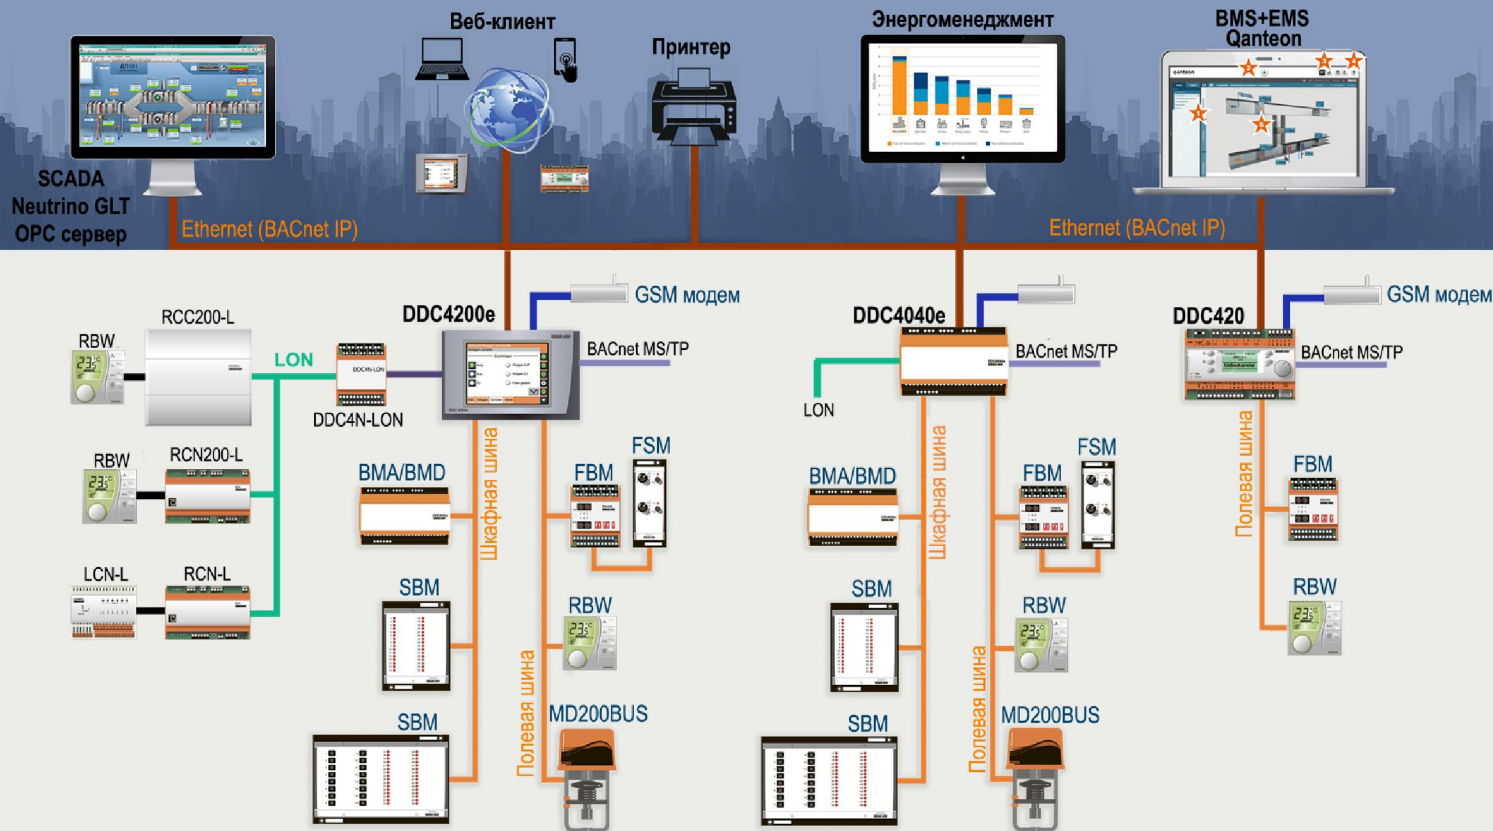 Веб-клиент
Принтер
Энергоменеджмент
BMS+EMS
Qanteon
qanteon
SCADA
Neutrino GLT
OPC сервер
Ethernet (BACnet IP)
Ethernet (BACnet IP)
RCC200-L
RBW
LON
DDC4N-LON
DDC4N-LON
DDC4200e
GSM модем
BACnet MS/TP
DDC4040e
BACnet MS/TP
LON
DDC420
GSM модем
BACnet MS/TP
RBW
RCN200-L
LCN-L
RCN-L
BMA/BMD
Шкафная шина
FBM
FSM
SBM
RBW
SBM
Полевая шина
MD200BUS
BMA/BMD
Шкафная шина
FBM
FSM
SBM
RBW
SBM
Полевая шина
MD200BUS
Полевая шина
FBM
RBW